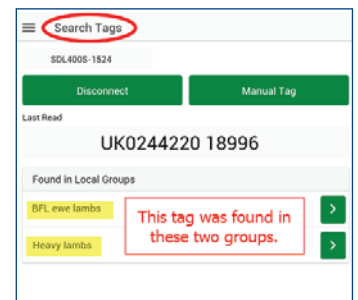 Search Tags
SDL400S-1524
Disconnect Manual Tag
Last Read
UK0244220 18996
Found in Local Groups
BFL ewe lambs
Heavy lambs
This tag was found in
these two groups.